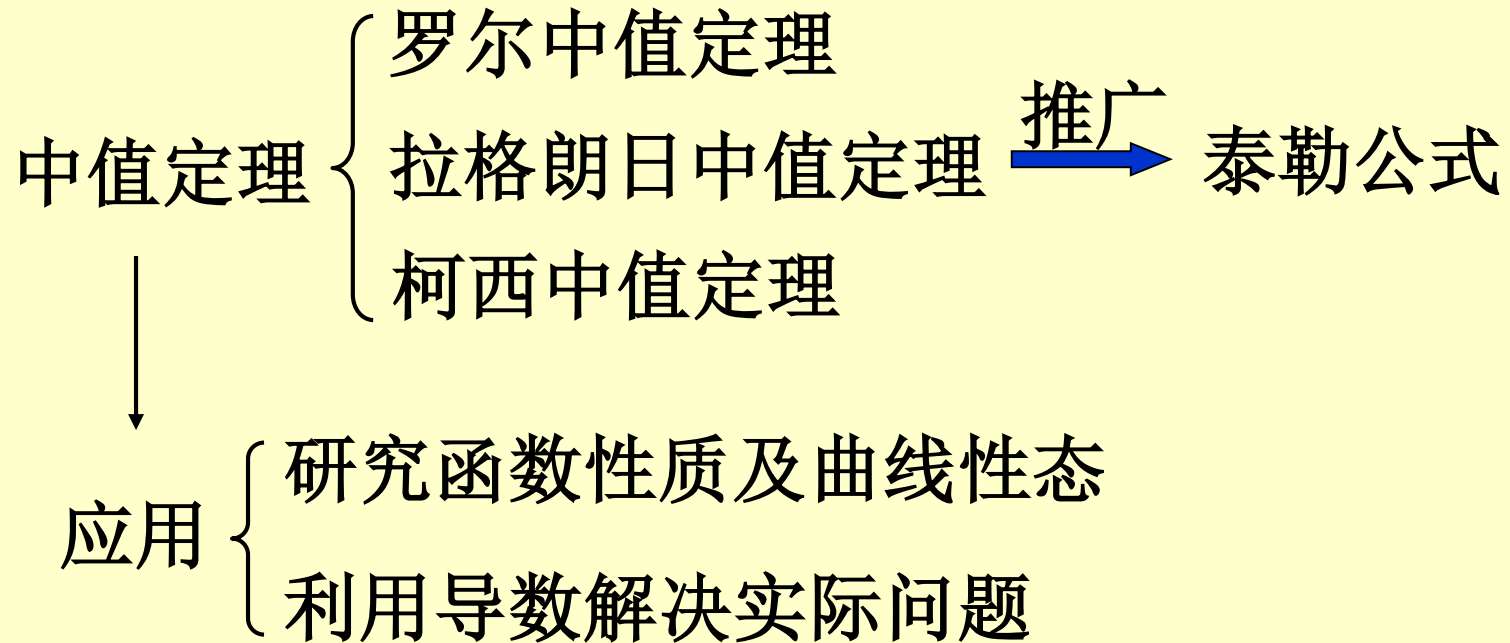 罗尔中值定理
推广
中值定理
拉格朗日中值定理
泰勒公式
柯西中值定理
研究函数性质及曲线性态
应用
利用导数解决实际问题